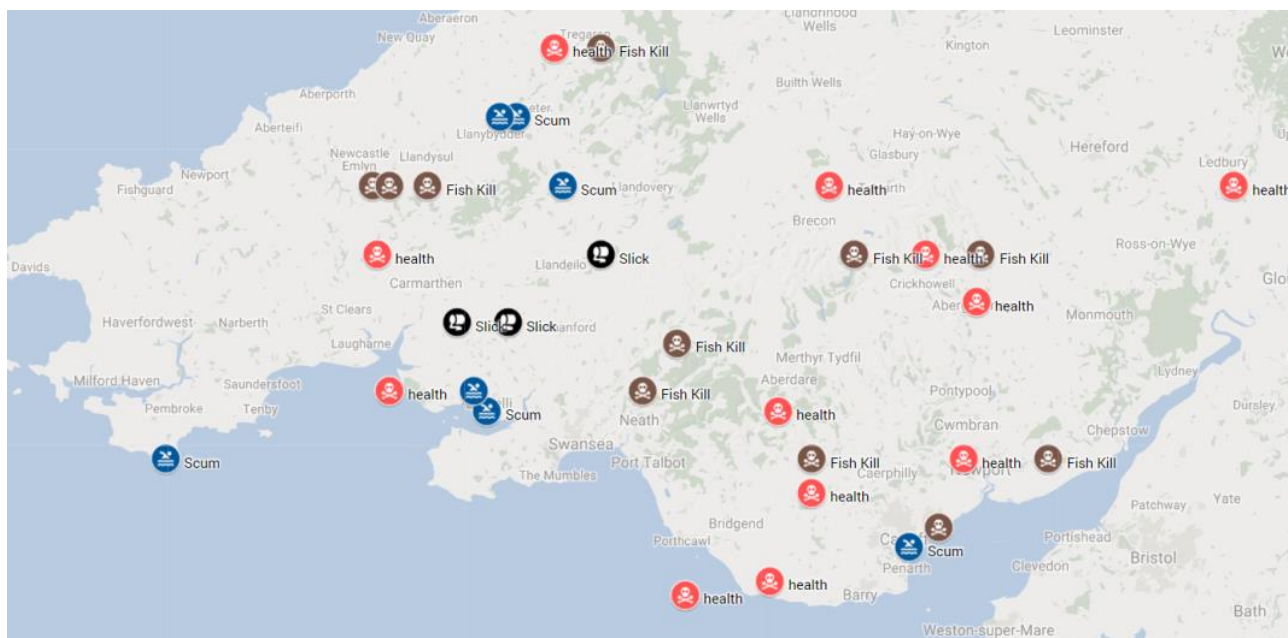 Aberaeron
New Quay
Tregaron
health
Fish Kill
Llandrindod
Wells
Kington
Leominster
Builth Wells
Aberporth
Aberteifi
Scum
Llanybydder
Llanwrtyd
Wells
Hay-on-Wye
Glasbury
Hereford
Ledbury
Fishguard
Newport
Newcastle
Emlyn
Llandysul
Fish Kill
Scum
health
health
Brecon
Ross-on-Wye
Davids
health
Carmarthen
Llandeilo
Slick
Fish Kill
health
Fish Kill
Crickhowell
health
Monmouth
Haverfordwest
Narberth
St Clears
Laugharne
Slick
Slick
Fish Kill
Merthyr Tydfil
Milford Haven
Saundersfoot
Pembroke
Tenby
health
Scum
Fish Kill
Neath
Aberdare
health
Pontypool
Lydney
Dursley
Swansea
Cwmbran
Chepstow
Scum
The Mumbles
Port Talbot
Fish Kill
Caerphilly
health
Newport
Fish Kill
health
Bridgend
Porthcawl
Patchway
Yate
Scum
Penarth
Portishead
Clevedon
Bristol
health
health
Barry
Bath
Weston-super-Mare